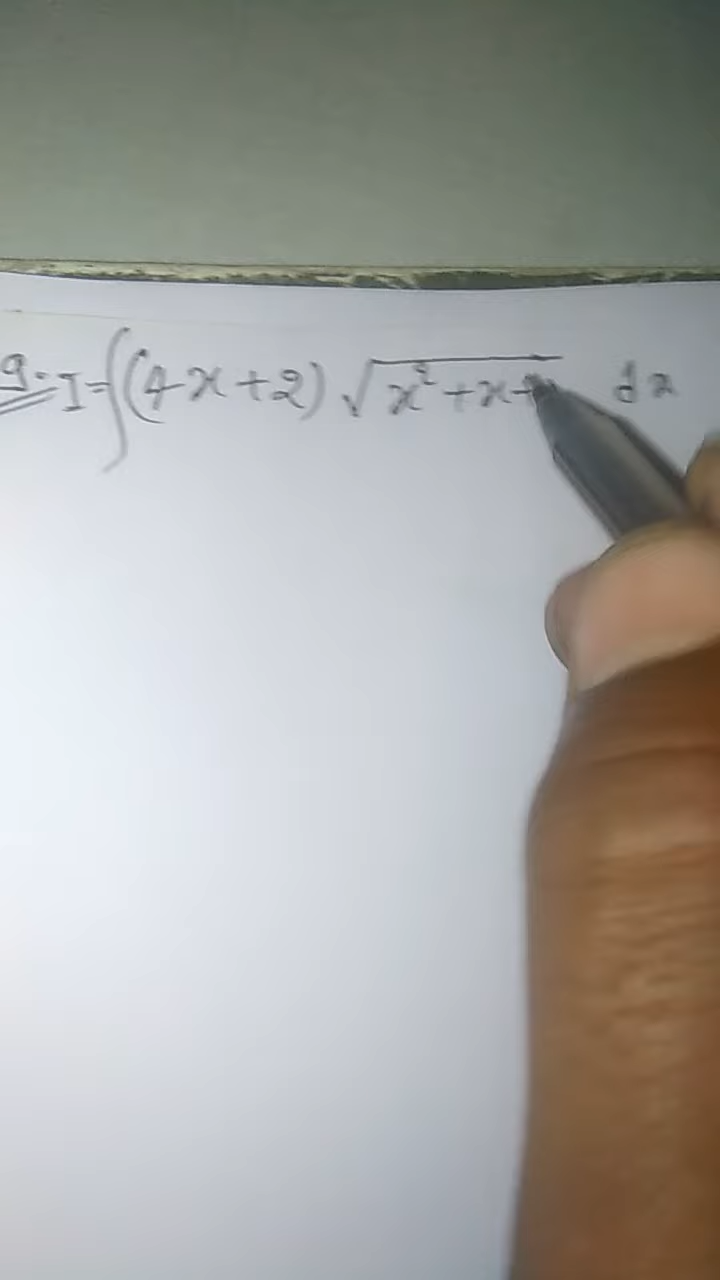 9. I=∫(4x+2) √x²+x+ dx